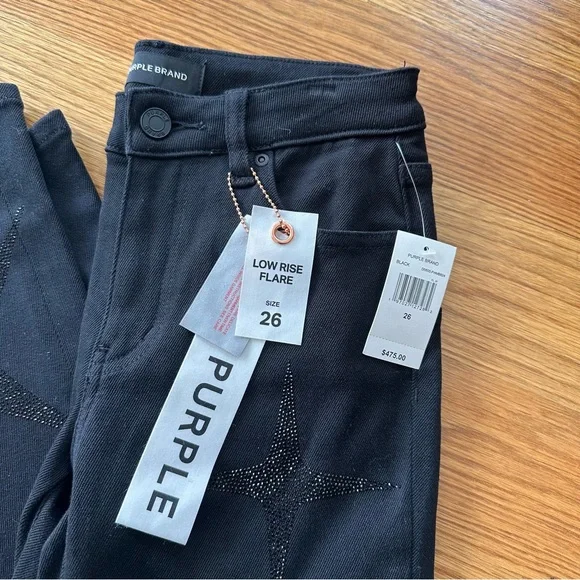 PURPLE BRAND
LOW RISE
FLARE
SIZE
26
PURPLE
PURPLE BRAND
BLACK
26
$475.00